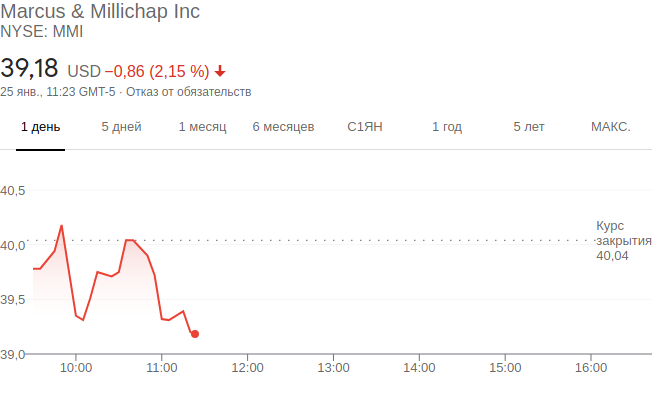 Marcus & Millichap Inc
NYSE: MMI
39,18 USD −0,86 (2,15 %)
25 янв., 11:23 GMT-5 · Отказ от обязательств
1 день 5 дней 1 месяц 6 месяцев С1ЯН 1 год 5 лет МАКС.
40,5
Курс
40,0 закрытия
40,04
39,5
39,0
10:00 11:00 12:00 13:00 14:00 15:00 16:00